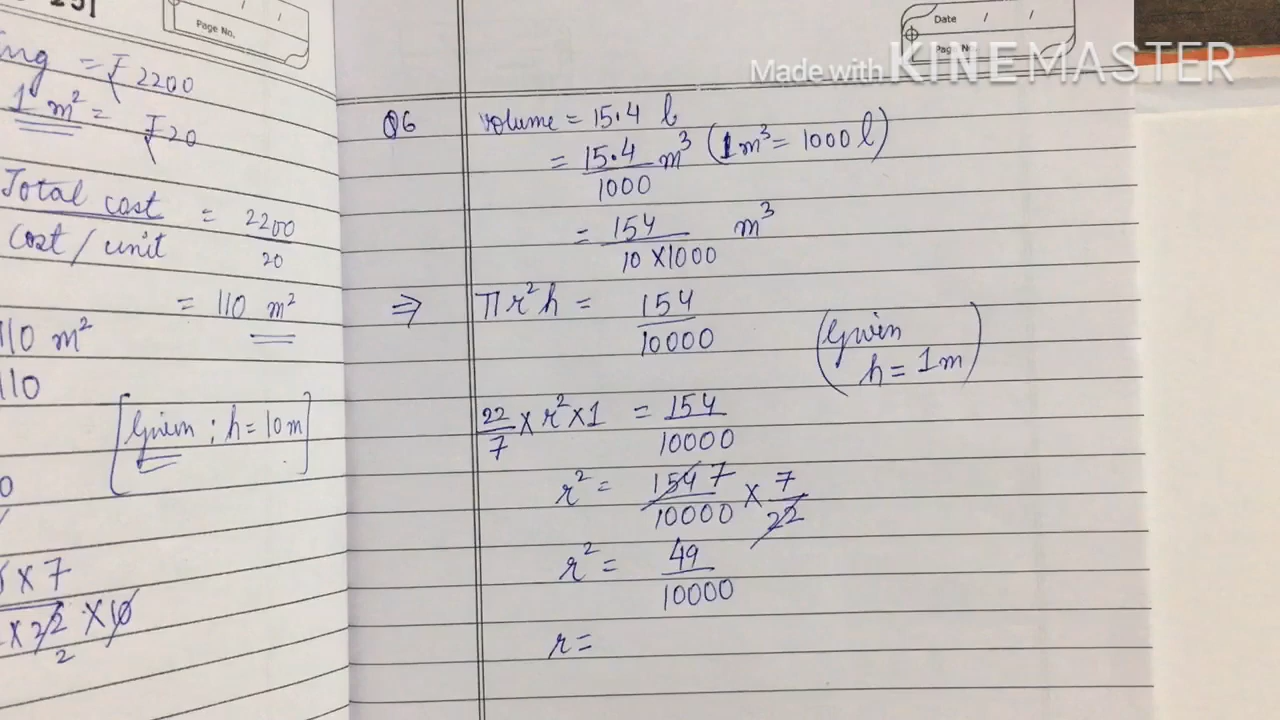 Page No.
= ₹ 2200
1 m² = ₹ 20
Total cost = 2200
Cost / unit 20
= 110 m²
110 m²
110
[Given ; h = 10 m]
x 7
x 22 x 10
2
Date / /
Page No
Made with KINEMASTER
Q6 volume = 15.4 l
= 15.4 m³ (1m³ = 1000 l)
1000
= 154 m³
10 x1000
⇒ πr²h = 154
10000
(Given
h = 1m)
22 x r² x 1 = 154
7 10000
r² = 154 7 x 7
10000 22
r² = 49
10000
r =